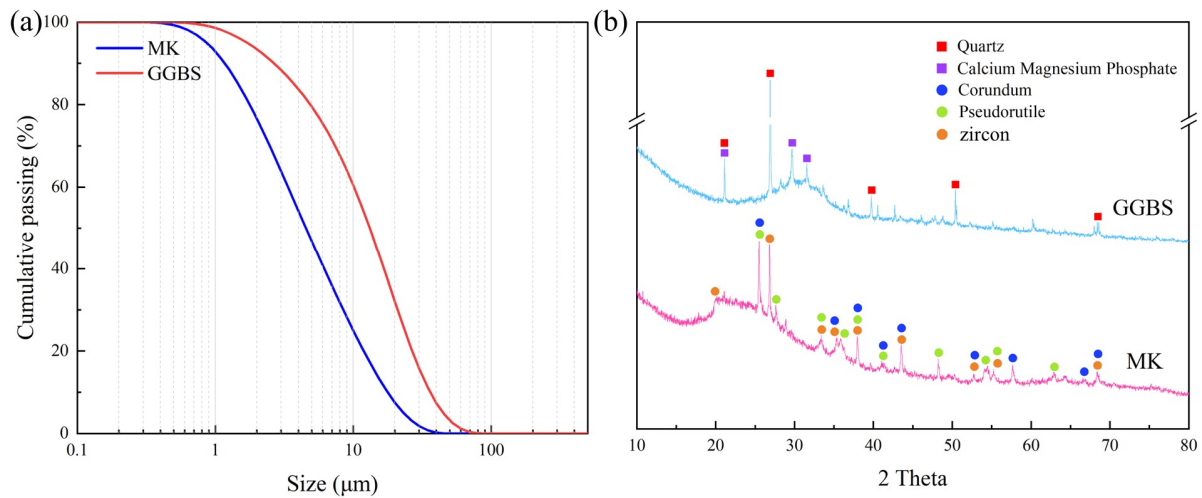 (a)
Cumulative passing (%)
100
80
60
40
20
0
MK
GGBS
0.1
1
10
100
Size (μm)
(b)
Quartz
Calcium Magnesium Phosphate
Corundum
Pseudorutile
zircon
GGBS
MK
10
20
30
40
50
60
70
80
2 Theta